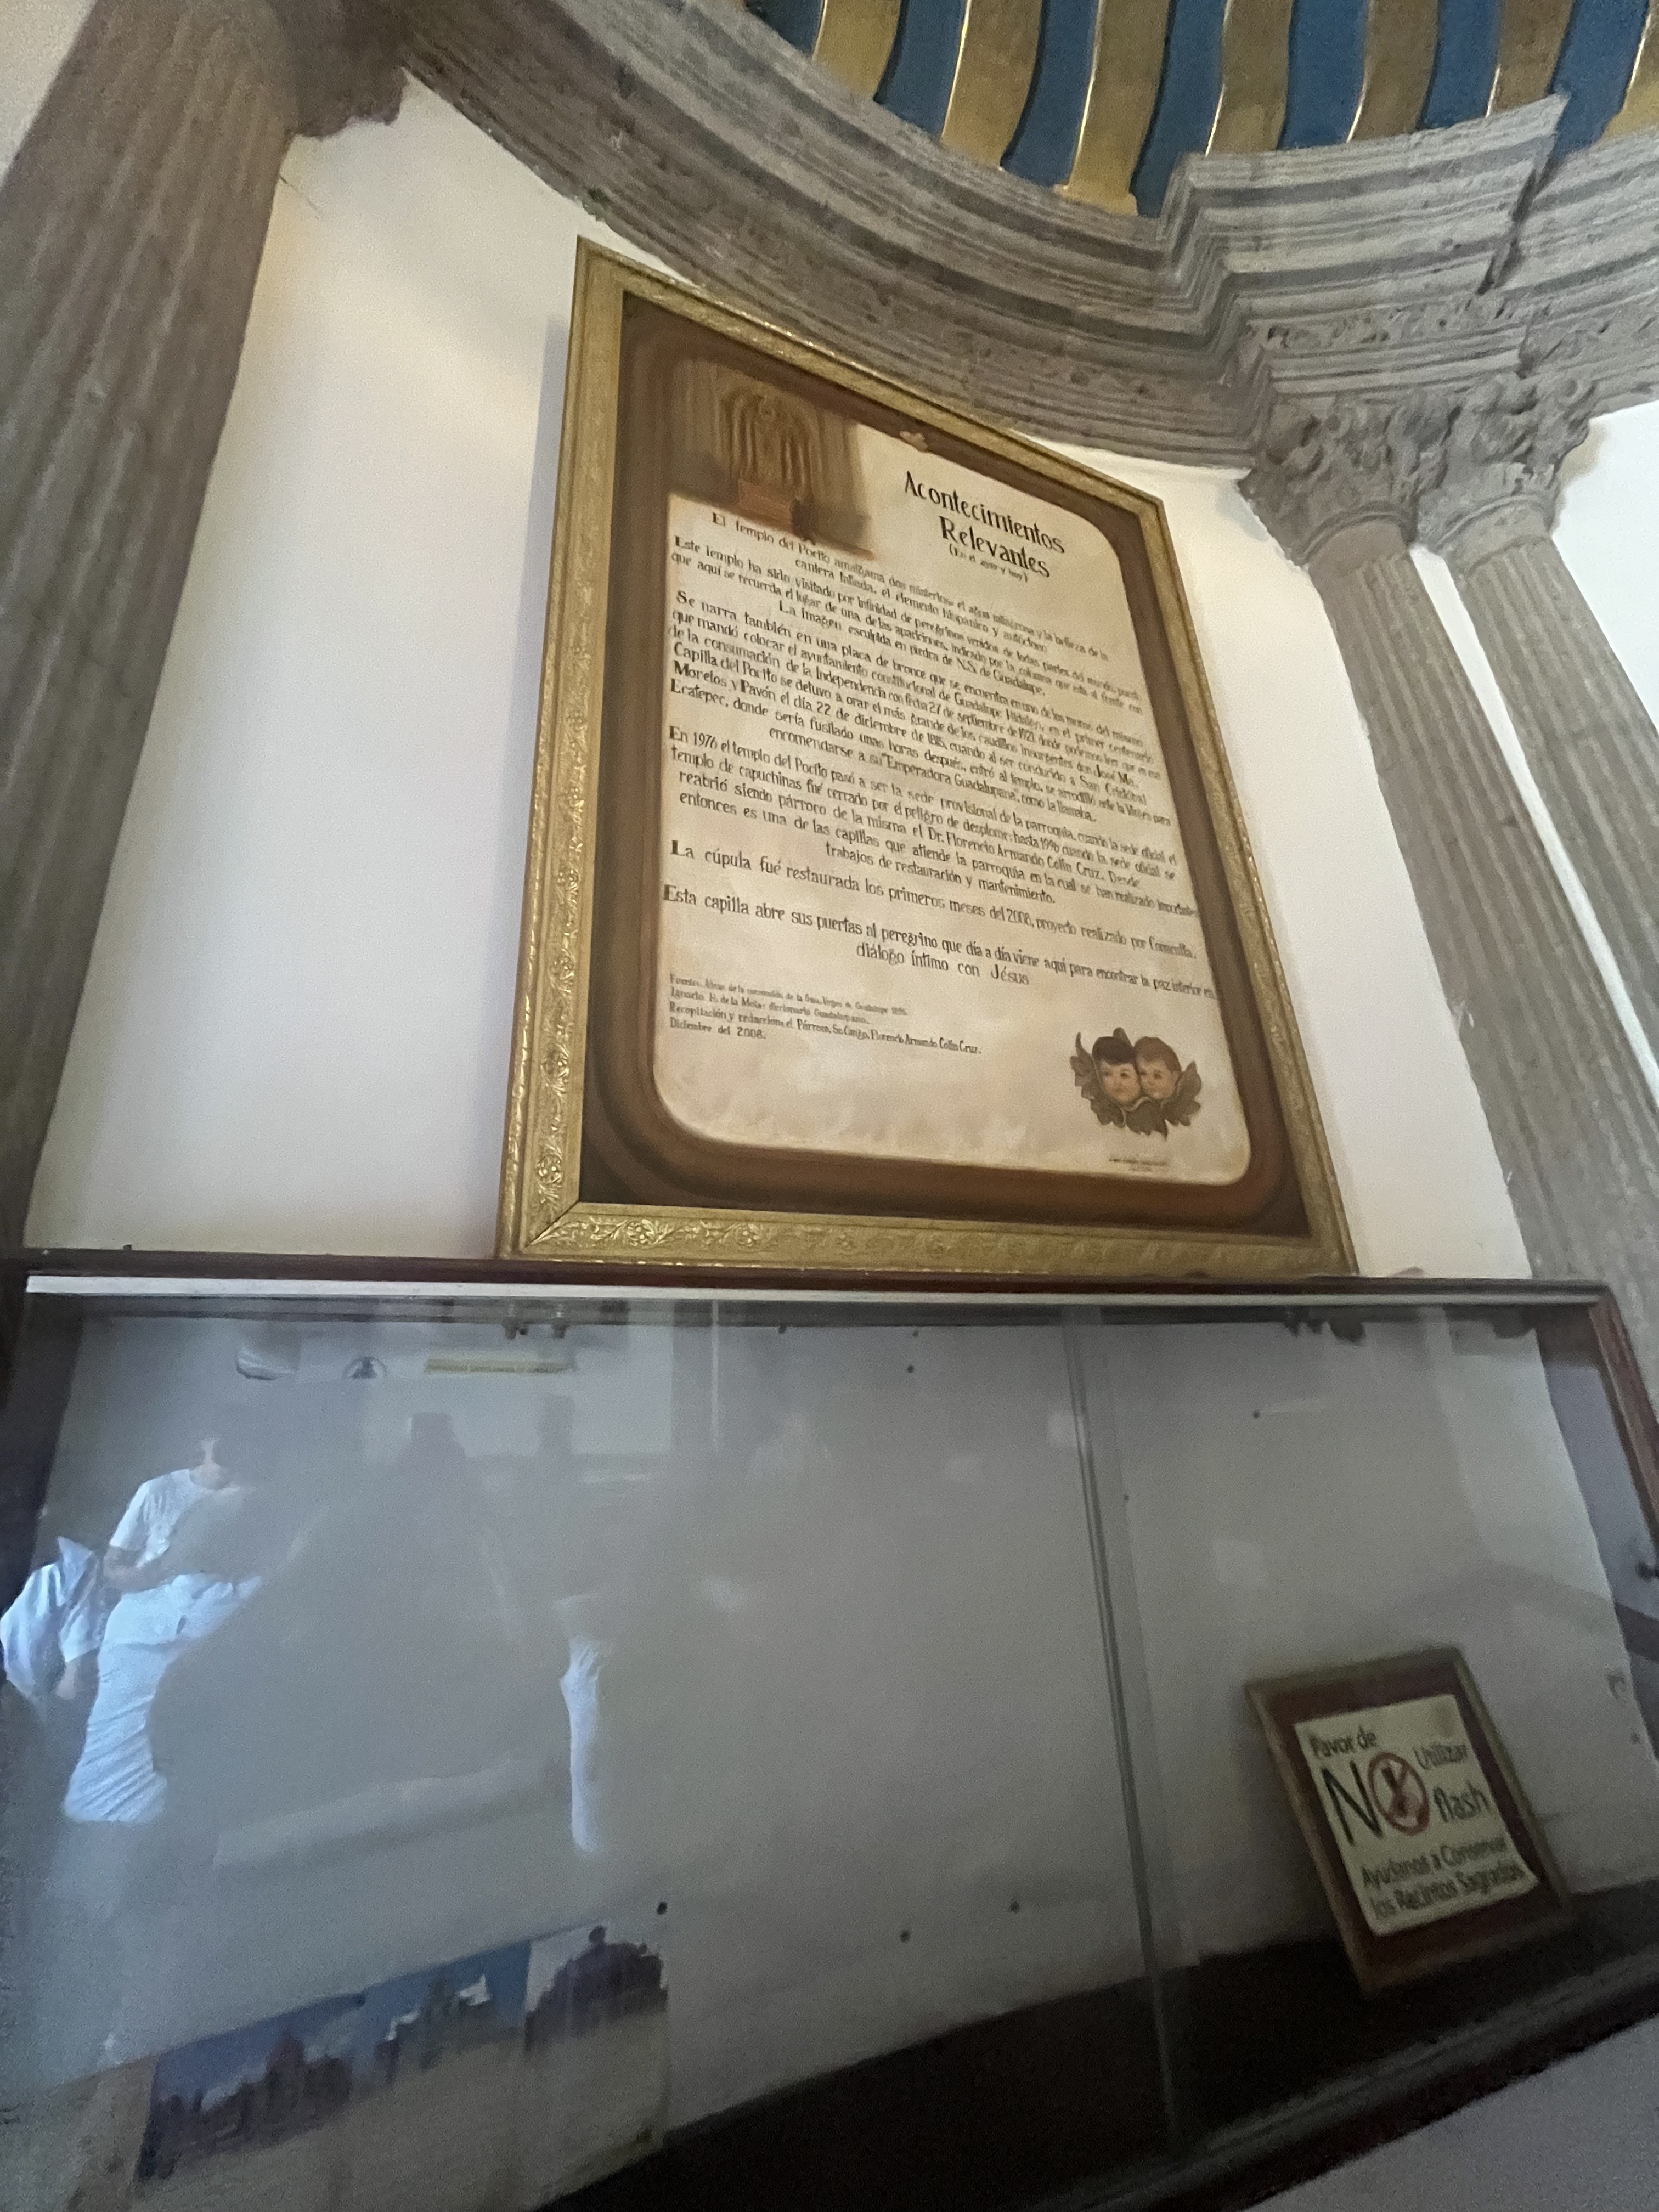 Acontecimientos
Relevantes
(En el ayer y hoy)
El templo del Pocito amalgama dos misterios, el agua milagrosa y la belleza de la
cantera labrada, el elemento hispánico y autóctono
Este templo ha sido visitado por infinidad de peregrinos venidos de todas partes del mundo, puesto
que aquí se recuerda el lugar de una de las apariciones, indicado por la columna que está al frente con
La imagen esculpida en piedra de N.S. de Guadalupe.
Se narra también en una placa de bronce que se encuentra en uno de los muros del mismo
que mandó colocar el ayuntamiento constitucional de Guadalupe Hidalgo, en el primer centenario
de la consumación de la Independencia con fecha 27 de septiembre de 1921, donde podemos leer que en esa
Capilla del Pocito se detuvo a orar el más grande de los caudillos insurgentes don José Ma.
Morelos y Pavón el día 22 de diciembre de 1815, cuando al ser conducido a San Cristóbal
Ecatepec, donde sería fusilado unas horas después, entró al templo, se arrodilló ante la Virgen para
encomendarse a su "Emperadora Guadalupana", como la llamaba.
En 1976 el templo del Pocito pasó a ser la sede provisional de la parroquia, cuando la sede oficial el
templo de capuchinas fué cerrado por el peligro de desplome; hasta 1996 cuando la sede oficial se
reabrió siendo párroco de la misma el Dr. Florencio Armando Colín Cruz. Desde
entonces es una de las capillas que atiende la parroquia en la cual se han realizado importantes
trabajos de restauración y mantenimiento.
La cúpula fué restaurada los primeros meses del 2006, proyecto realizado por Conaculta.
Esta capilla abre sus puertas al peregrino que día a día viene aquí para encontrar la paz interior en
diálogo íntimo con Jésus
Fuentes: Álbum de la coronación de la Sma. Virgen de Guadalupe 1895.
Ignacio H. de la Mota: diccionario Guadalupano.
Recopilación y redacción: el Párroco, Sr. Cango. Florencio Armando Colín Cruz.
Diciembre del 2008.
Favor de
NO Utilizar
flash
Ayudanos a Conservar
los Recintos Sagrados